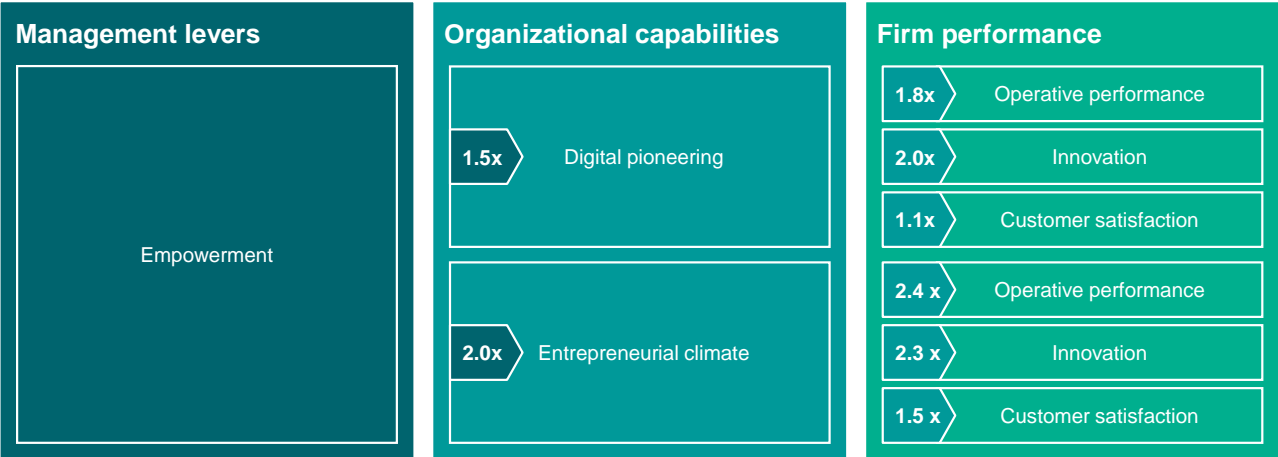 Management levers
Empowerment
Organizational capabilities
1.5x
Digital pioneering
2.0x
Entrepreneurial climate
Firm performance
1.8x
Operative performance
2.0x
Innovation
1.1x
Customer satisfaction
2.4 x
Operative performance
2.3 x
Innovation
1.5 x
Customer satisfaction